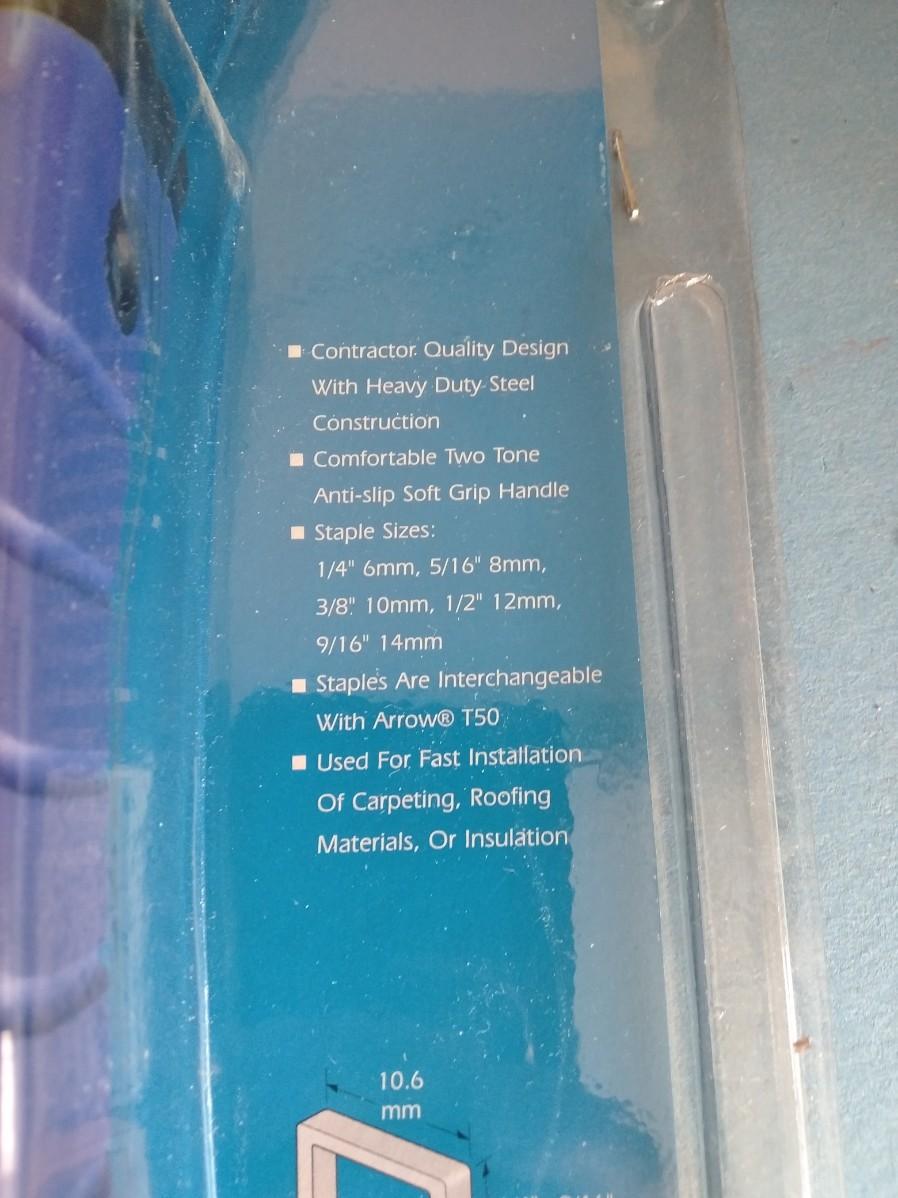 ■ Contractor Quality Design
With Heavy Duty Steel
Construction
■ Comfortable Two Tone
Anti-slip Soft Grip Handle
■ Staple Sizes:
1/4" 6mm, 5/16" 8mm,
3/8" 10mm, 1/2" 12mm,
9/16" 14mm
■ Staples Are Interchangeable
With Arrow® T50
■ Used For Fast Installation
Of Carpeting, Roofing
Materials, Or Insulation
10.6
mm